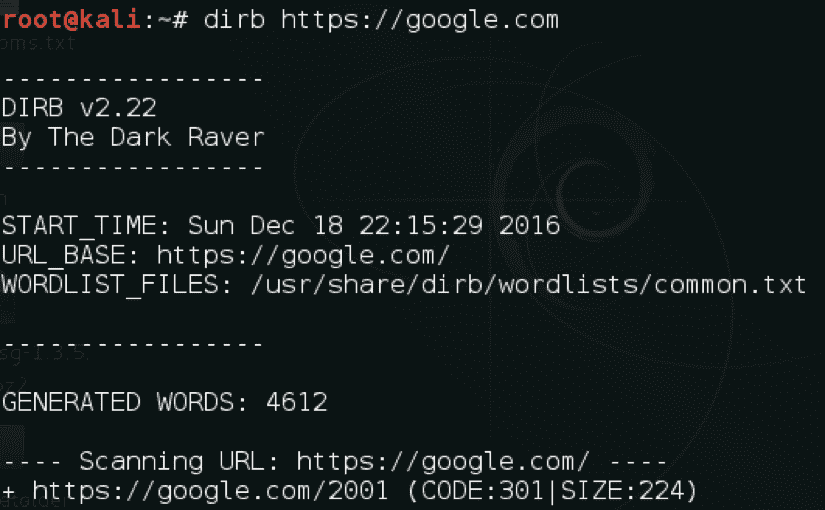 root@kali:~# dirb https://google.com
-----------------
DIRB v2.22
By The Dark Raver
-----------------
START_TIME: Sun Dec 18 22:15:29 2016
URL_BASE: https://google.com/
WORDLIST_FILES: /usr/share/dirb/wordlists/common.txt
-----------------
GENERATED WORDS: 4612
---- Scanning URL: https://google.com/ ----
+ https://google.com/2001 (CODE:301|SIZE:224)